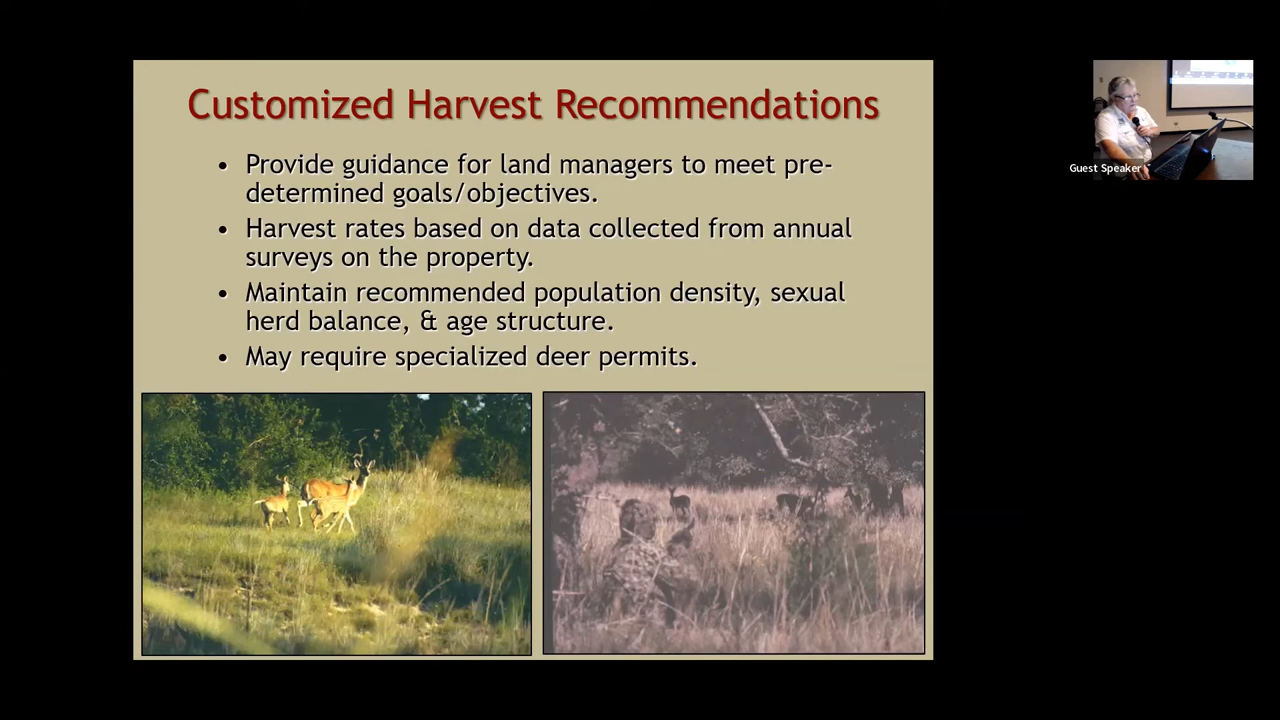 Customized Harvest Recommendations
• Provide guidance for land managers to meet pre-
determined goals/objectives.
• Harvest rates based on data collected from annual
surveys on the property.
• Maintain recommended population density, sexual
herd balance, & age structure.
• May require specialized deer permits.
Guest Speaker